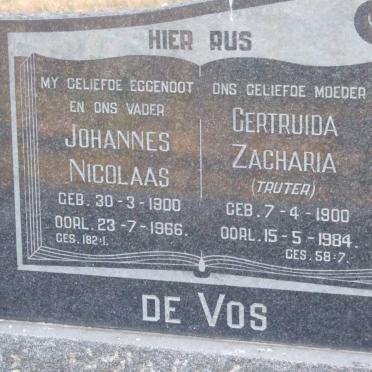 HIER RUS
MY GELIEFDE EGGENOOT
EN ONS VADER
JOHANNES
NICOLAAS
GEB. 30-3-1900
OORL. 23-7-1966.
GES. 182:1.
ONS GELIEFDE MOEDER
GERTRUIDA
ZACHARIA
(TRUTER)
GEB. 7-4-1900
OORL. 15-5-1984.
GES. 58:7.
DE VOS